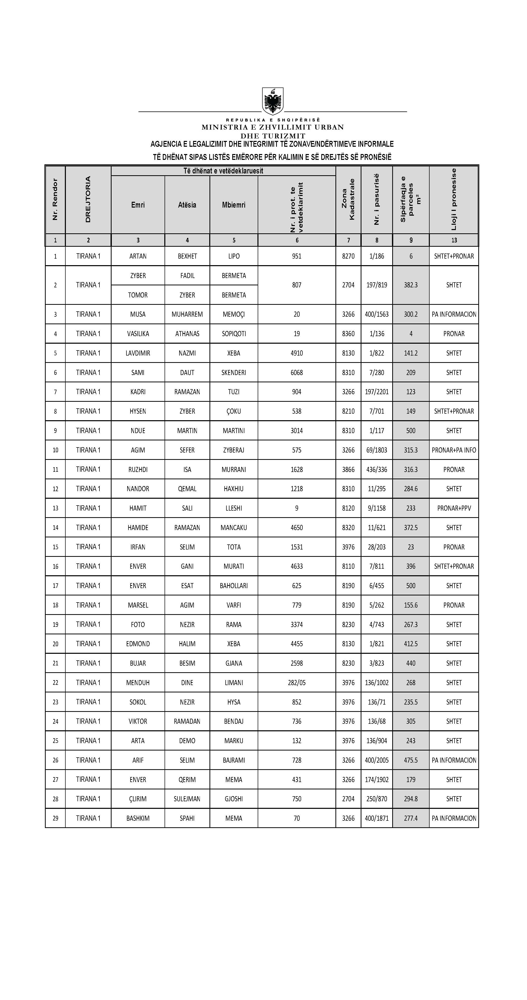 REPUBLIKA E SHQIPËRISË
MINISTRIA E ZHVILLIMIT URBAN
DHE TURIZMIT
AGJENCIA E LEGALIZIMIT DHE INTEGRIMIT TË ZONAVE/NDËRTIMEVE INFORMALE
TË DHËNAT SIPAS LISTËS EMËRORE PËR KALIMIN E SË DREJTËS SË PRONËSIË
Nr. Rendor
DREJTORIA
Të dhënat e vetëdeklaruesit
Emri
Atësia
Mbiemri
Nr. i prot. te
vetdeklarimit
Zona
Kadastrale
Nr. i pasurisë
Sipërfaqja e
parceles
m²
Lloji I pronesise
1 2 3 4 5 6 7 8 9 13
1 TIRANA 1 ARTAN BEXHET LIPO 951 8270 1/186 6 SHTET+PRONAR
2 TIRANA 1 ZYBER FADIL BERMETA 807 2704 197/819 382.3 SHTET
TOMOR ZYBER BERMETA
3 TIRANA 1 MUSA MUHARREM MEMOÇI 20 3266 400/1563 300.2 PA INFORMACION
4 TIRANA 1 VASILIKA ATHANAS SOPIQOTI 19 8360 1/136 4 PRONAR
5 TIRANA 1 LAVDIMIR NAZMI XEBA 4910 8130 1/822 141.2 SHTET
6 TIRANA 1 SAMI DAUT SKENDERI 6068 8310 7/280 209 SHTET
7 TIRANA 1 KADRI RAMAZAN TUZI 904 3266 197/2201 123 SHTET
8 TIRANA 1 HYSEN ZYBER ÇOKU 538 8210 7/701 149 SHTET+PRONAR
9 TIRANA 1 NDUE MARTIN MARTINI 3014 8310 1/117 500 SHTET
10 TIRANA 1 AGIM SEFER ZYBERAJ 575 3266 69/1803 315.3 PRONAR+PA INFO
11 TIRANA 1 RUZHDI ISA MURRANI 1628 3866 436/336 316.3 PRONAR
12 TIRANA 1 NANDOR QEMAL HAXHIU 1218 8310 11/295 284.6 SHTET
13 TIRANA 1 HAMIT SALI LLESHI 9 8120 9/1158 233 PRONAR+PPV
14 TIRANA 1 HAMIDE RAMAZAN MANCAKU 4650 8320 11/621 372.5 SHTET
15 TIRANA 1 IRFAN SELIM TOTA 1531 3976 28/203 23 PRONAR
16 TIRANA 1 ENVER GANI MURATI 4633 8110 7/811 396 SHTET+PRONAR
17 TIRANA 1 ENVER ESAT BAHOLLARI 625 8190 6/455 500 SHTET
18 TIRANA 1 MARSEL AGIM VARFI 779 8190 5/262 155.6 PRONAR
19 TIRANA 1 FOTO NEZIR RAMA 3374 8230 4/743 267.3 SHTET
20 TIRANA 1 EDMOND HALIM XEBA 4455 8130 1/821 412.5 SHTET
21 TIRANA 1 BUJAR BESIM GJANA 2598 8230 3/823 440 SHTET
22 TIRANA 1 MENDUH DINE LIMANI 282/05 3976 136/1002 268 SHTET
23 TIRANA 1 SOKOL NEZIR HYSA 852 3976 136/71 235.5 SHTET
24 TIRANA 1 VIKTOR RAMADAN BENDAJ 736 3976 136/68 305 SHTET
25 TIRANA 1 ARTA DEMO MARKU 132 3976 136/904 243 SHTET
26 TIRANA 1 ARIF SELIM BAJRAMI 728 3266 400/2005 475.5 PA INFORMACION
27 TIRANA 1 ENVER QERIM MEMA 431 3266 174/1902 179 SHTET
28 TIRANA 1 ÇLIRIM SULEJMAN GJOSHI 750 2704 250/870 294.8 SHTET
29 TIRANA 1 BASHKIM SPAHI MEMA 70 3266 400/1871 277.4 PA INFORMACION